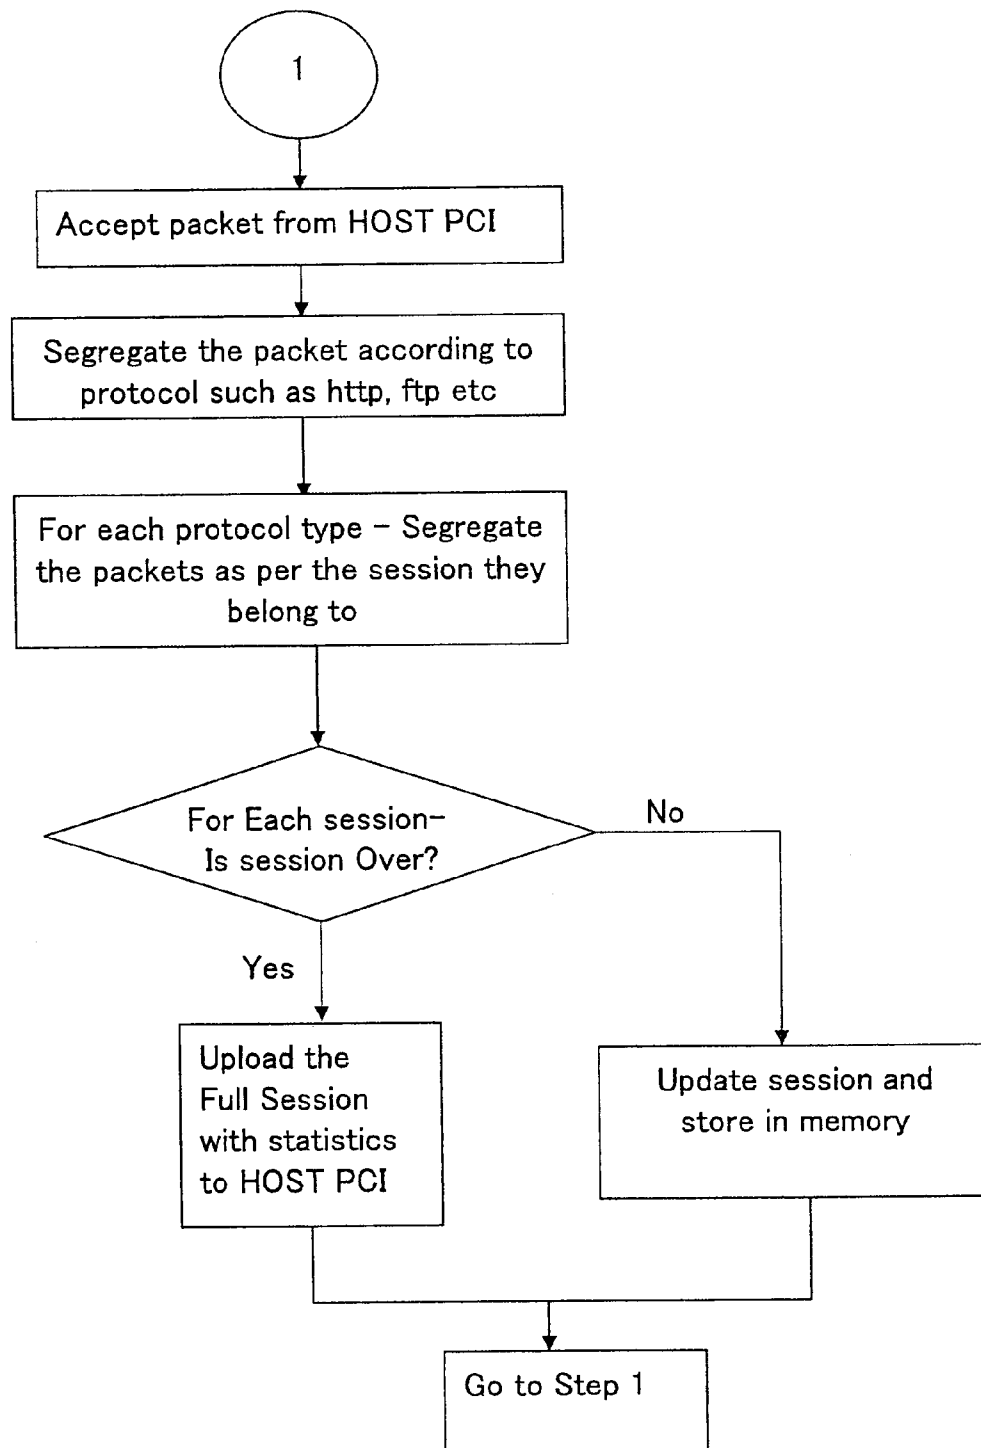 1
Accept packet from HOST PCI
Segregate the packet according to
protocol such as http, ftp etc
For each protocol type – Segregate
the packets as per the session they
belong to
For Each session–
Is session Over?
No
Yes
Upload the
Full Session
with statistics
to HOST PCI
Update session and
store in memory
Go to Step 1